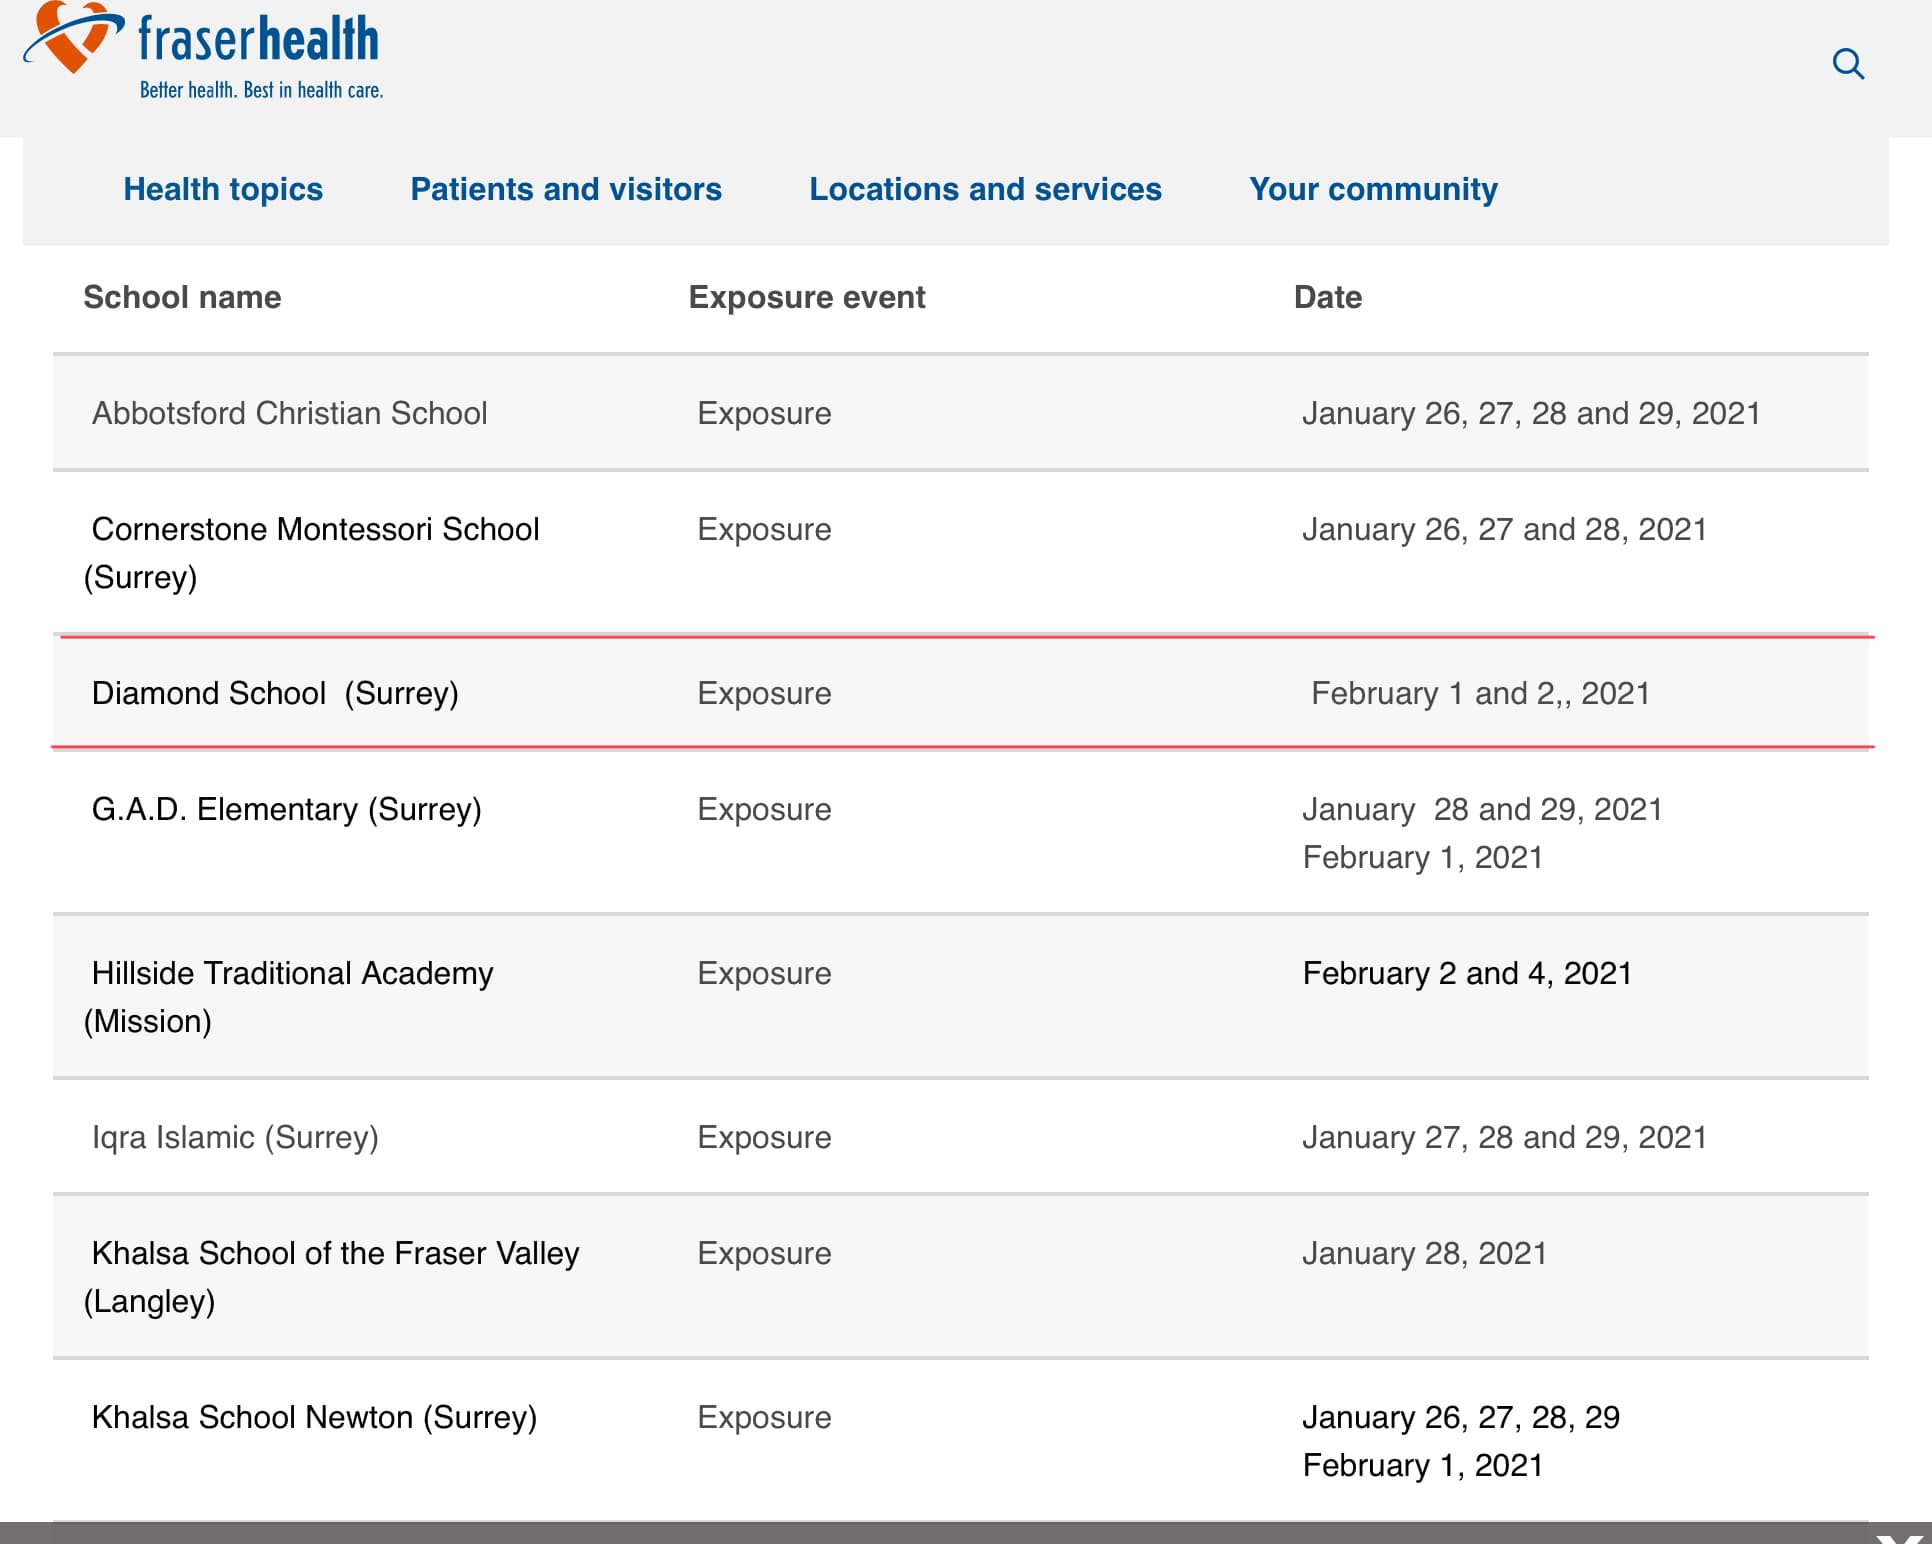 fraserhealth
Better health. Best in health care.
Health topics Patients and visitors Locations and services Your community
School name Exposure event Date
Abbotsford Christian School Exposure January 26, 27, 28 and 29, 2021
Cornerstone Montessori School Exposure January 26, 27 and 28, 2021
(Surrey)
Diamond School (Surrey) Exposure February 1 and 2,, 2021
G.A.D. Elementary (Surrey) Exposure January 28 and 29, 2021
February 1, 2021
Hillside Traditional Academy Exposure February 2 and 4, 2021
(Mission)
Iqra Islamic (Surrey) Exposure January 27, 28 and 29, 2021
Khalsa School of the Fraser Valley Exposure January 28, 2021
(Langley)
Khalsa School Newton (Surrey) Exposure January 26, 27, 28, 29
February 1, 2021